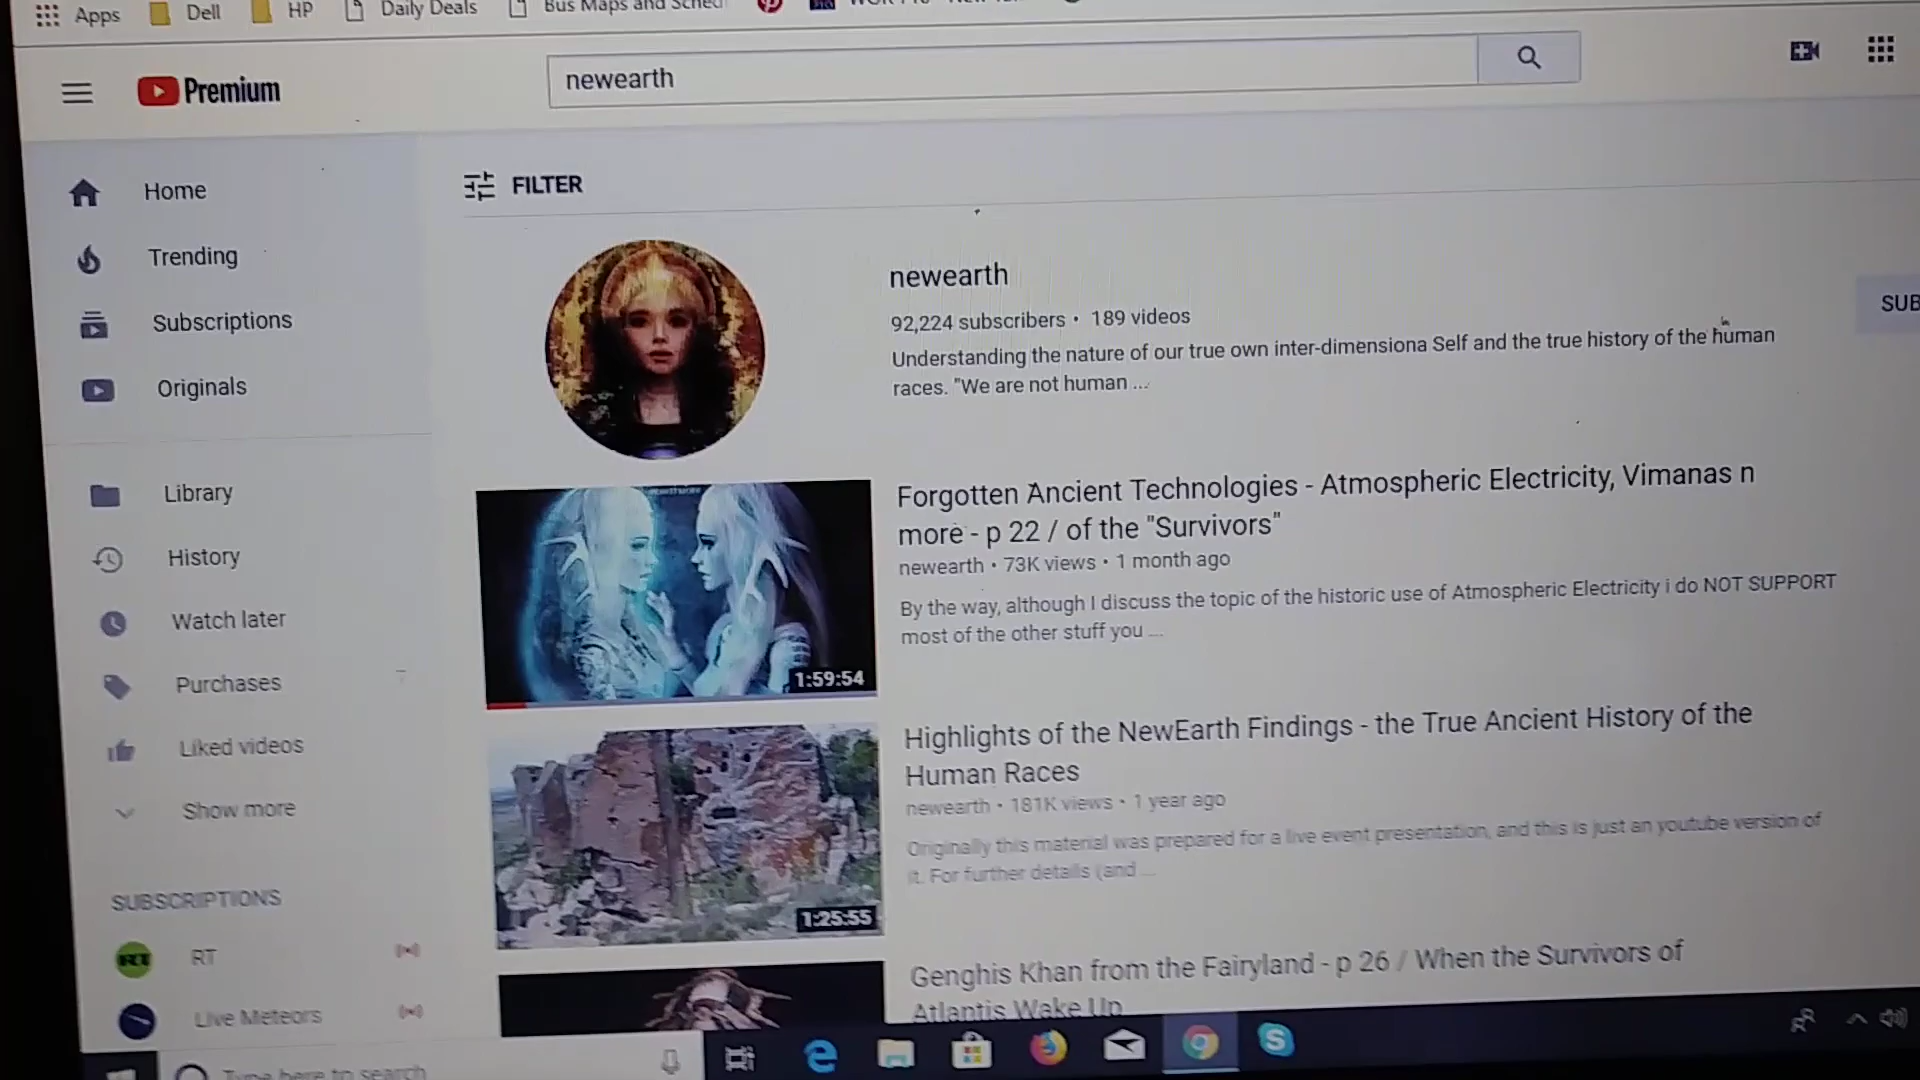 Apps Dell HP Daily Deals Bus Maps and Sched
Premium
newearth
Home
Trending
Subscriptions
Originals
Library
History
Watch later
Purchases
Liked videos
Show more
SUBSCRIPTIONS
RT
RT
Live Meteors
FILTER
newearth
92,224 subscribers • 189 videos
SUB
Understanding the nature of our true own inter-dimensiona Self and the true history of the human
races. "We are not human ...
Forgotten Ancient Technologies - Atmospheric Electricity, Vimanas n
more - p 22 / of the "Survivors"
newearth • 73K views • 1 month ago
By the way, although I discuss the topic of the historic use of Atmospheric Electricity i do NOT SUPPORT
most of the other stuff you ...
1:59:54
Highlights of the NewEarth Findings - the True Ancient History of the
Human Races
newearth • 181K views • 1 year ago
Originally this material was prepared for a live event presentation, and this is just an youtube version of
it. For further details (and ...
1:25:55
Genghis Khan from the Fairyland - p 26 / When the Survivors of
Atlantis Wake Up
Type here to search